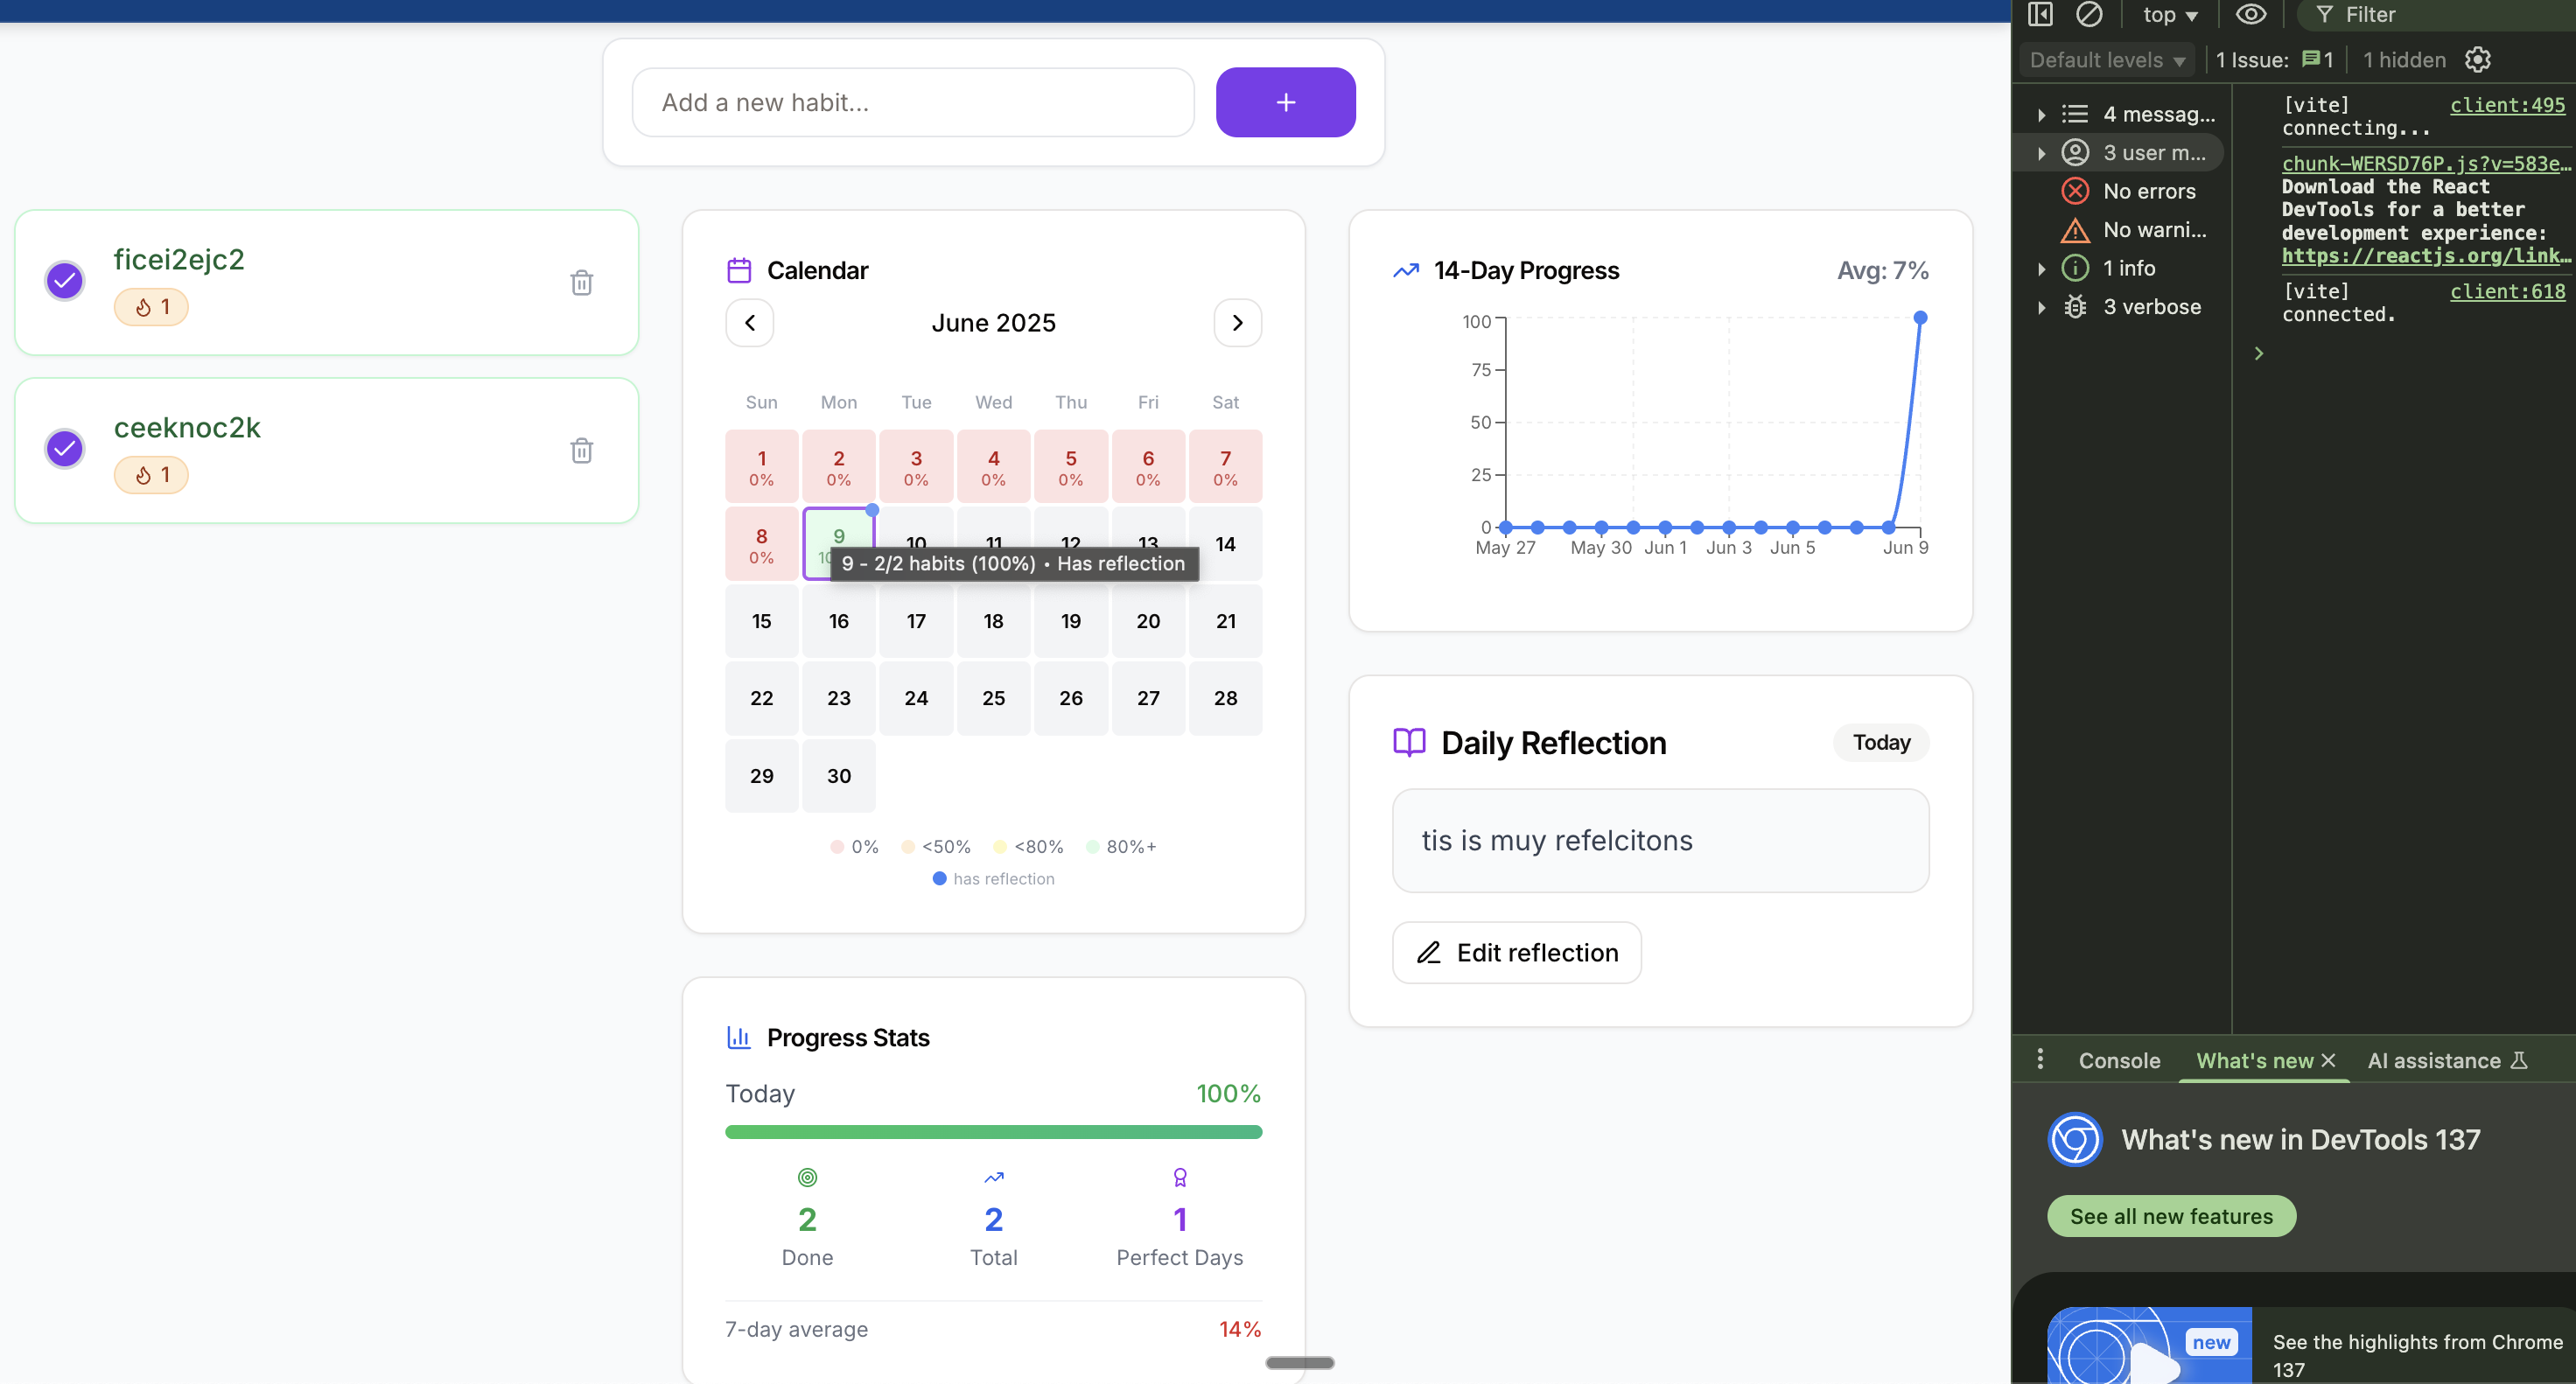 Add a new habit...
+
ficei2ejc2
1
ceeknoc2k
1
Calendar
June 2025
Sun Mon Tue Wed Thu Fri Sat
1 2 3 4 5 6 7
0% 0% 0% 0% 0% 0% 0%
8 9 10 11 12 13 14
0%
9 - 2/2 habits (100%) • Has reflection
15 16 17 18 19 20 21
22 23 24 25 26 27 28
29 30
0% <50% <80% 80%+
has reflection
Progress Stats
Today 100%
2 2 1
Done Total Perfect Days
7-day average 14%
14-Day Progress Avg: 7%
100
75
50
25
0
May 27 May 30 Jun 1 Jun 3 Jun 5 Jun 9
Daily Reflection Today
tis is muy refelcitons
Edit reflection
top Filter
Default levels 1 Issue: 1 1 hidden
4 messag...
3 user m...
No errors
No warni...
1 info
3 verbose
[vite] client:495
connecting...
chunk-WERSD76P.js?v=583e…
Download the React
DevTools for a better
development experience:
https://reactjs.org/link…
[vite] client:618
connected.
Console What's new AI assistance
What's new in DevTools 137
See all new features
new
See the highlights from Chrome
137